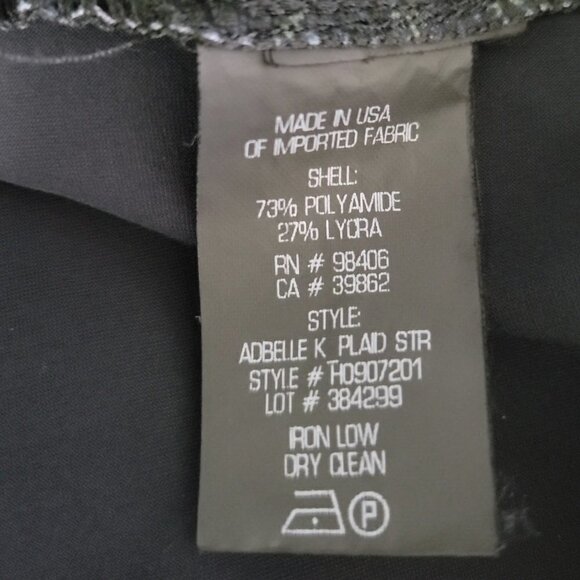 MADE IN USA
OF IMPORTED FABRIC
SHELL:
73% POLYAMIDE
27% LYCRA
RN # 98406
CA # 39862
STYLE:
ADBELLE K_PLAID STR
STYLE # H0907201
LOT # 384299
IRON LOW
DRY CLEAN
P